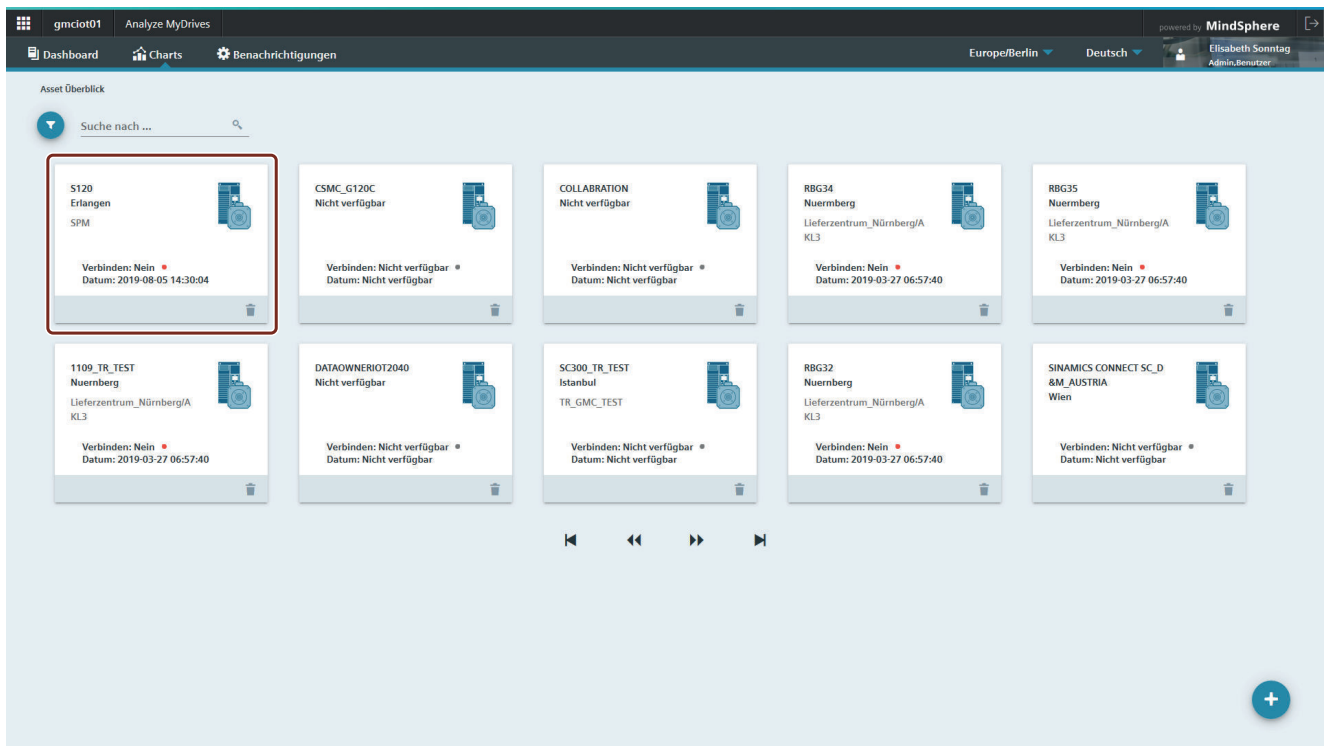 gmciot01 Analyze MyDrives powered by MindSphere
Dashboard Charts Benachrichtigungen Europe/Berlin Deutsch Elisabeth Sonntag
Admin,Benutzer
Asset Überblick
Suche nach ...
S120
Erlangen
SPM
Verbinden: Nein
Datum: 2019-08-05 14:30:04
CSMC_G120C
Nicht verfügbar
Verbinden: Nicht verfügbar
Datum: Nicht verfügbar
COLLABRATION
Nicht verfügbar
Verbinden: Nicht verfügbar
Datum: Nicht verfügbar
RBG34
Nuermberg
Lieferzentrum_Nürnberg/A
KL3
Verbinden: Nein
Datum: 2019-03-27 06:57:40
RBG35
Nuermberg
Lieferzentrum_Nürnberg/A
KL3
Verbinden: Nein
Datum: 2019-03-27 06:57:40
1109_TR_TEST
Nuernberg
Lieferzentrum_Nürnberg/A
KL3
Verbinden: Nein
Datum: 2019-03-27 06:57:40
DATAOWNERIOT2040
Nicht verfügbar
Verbinden: Nicht verfügbar
Datum: Nicht verfügbar
SC300_TR_TEST
Istanbul
TR_GMC_TEST
Verbinden: Nicht verfügbar
Datum: Nicht verfügbar
RBG32
Nuernberg
Lieferzentrum_Nürnberg/A
KL3
Verbinden: Nein
Datum: 2019-03-27 06:57:40
SINAMICS CONNECT SC_D
&M_AUSTRIA
Wien
Verbinden: Nicht verfügbar
Datum: Nicht verfügbar